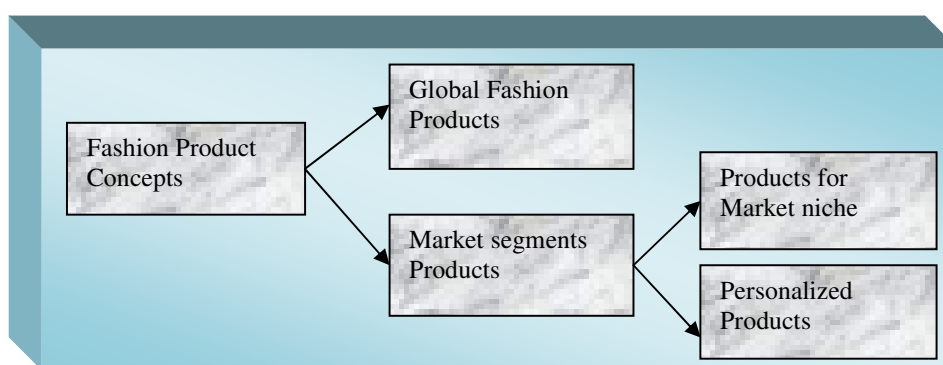 Fashion Product
Concepts
Global Fashion
Products
Market segments
Products
Products for
Market niche
Personalized
Products